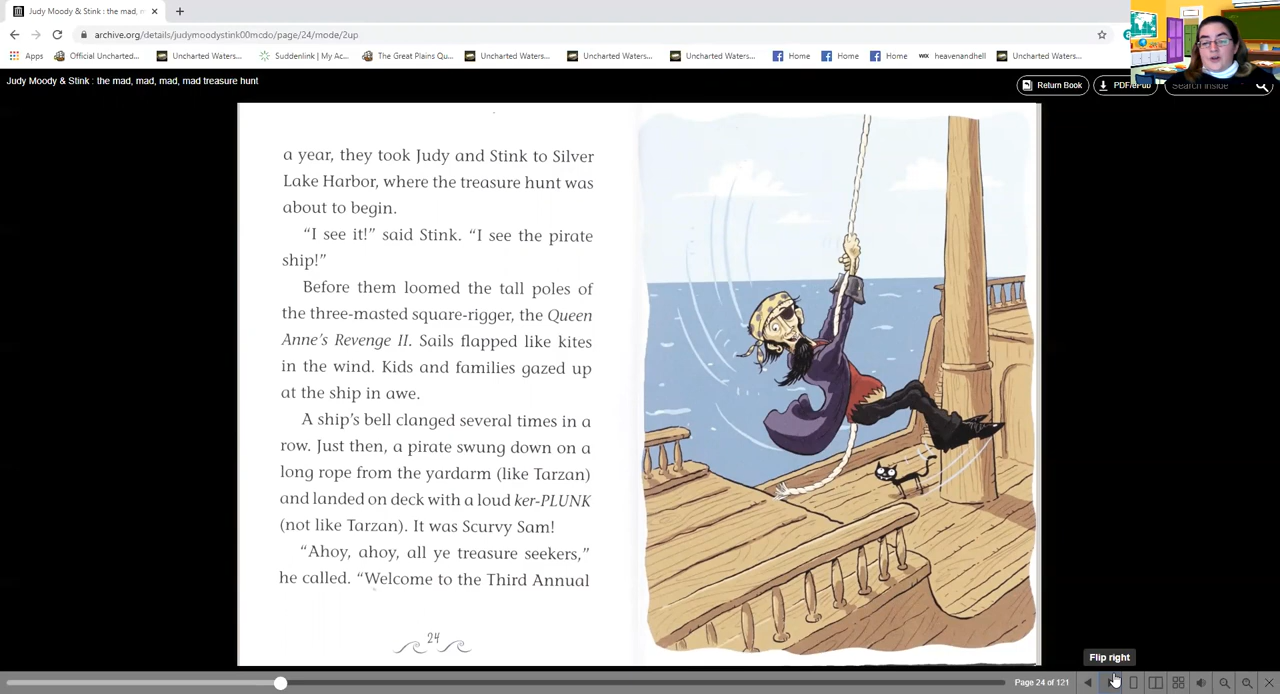 Judy Moody & Stink : the mad, m
archive.org/details/judymoodystink00mcdo/page/24/mode/2up
Apps
Official Uncharted...
Uncharted Waters...
Suddenlink | My Ac...
The Great Plains Qu...
Uncharted Waters...
Uncharted Waters...
Uncharted Waters...
Home
Home
Home
WIX heavenandhell
Uncharted Waters...
Judy Moody & Stink : the mad, mad, mad, mad treasure hunt
Return Book
PDF/ePub
Search inside
a year, they took Judy and Stink to Silver
Lake Harbor, where the treasure hunt was
about to begin.
“I see it!” said Stink. “I see the pirate
ship!”
Before them loomed the tall poles of
the three-masted square-rigger, the Queen
Anne’s Revenge II. Sails flapped like kites
in the wind. Kids and families gazed up
at the ship in awe.
A ship’s bell clanged several times in a
row. Just then, a pirate swung down on a
long rope from the yardarm (like Tarzan)
and landed on deck with a loud ker-PLUNK
(not like Tarzan). It was Scurvy Sam!
“Ahoy, ahoy, all ye treasure seekers,”
he called. “Welcome to the Third Annual
24
Flip right
Page 24 of 121